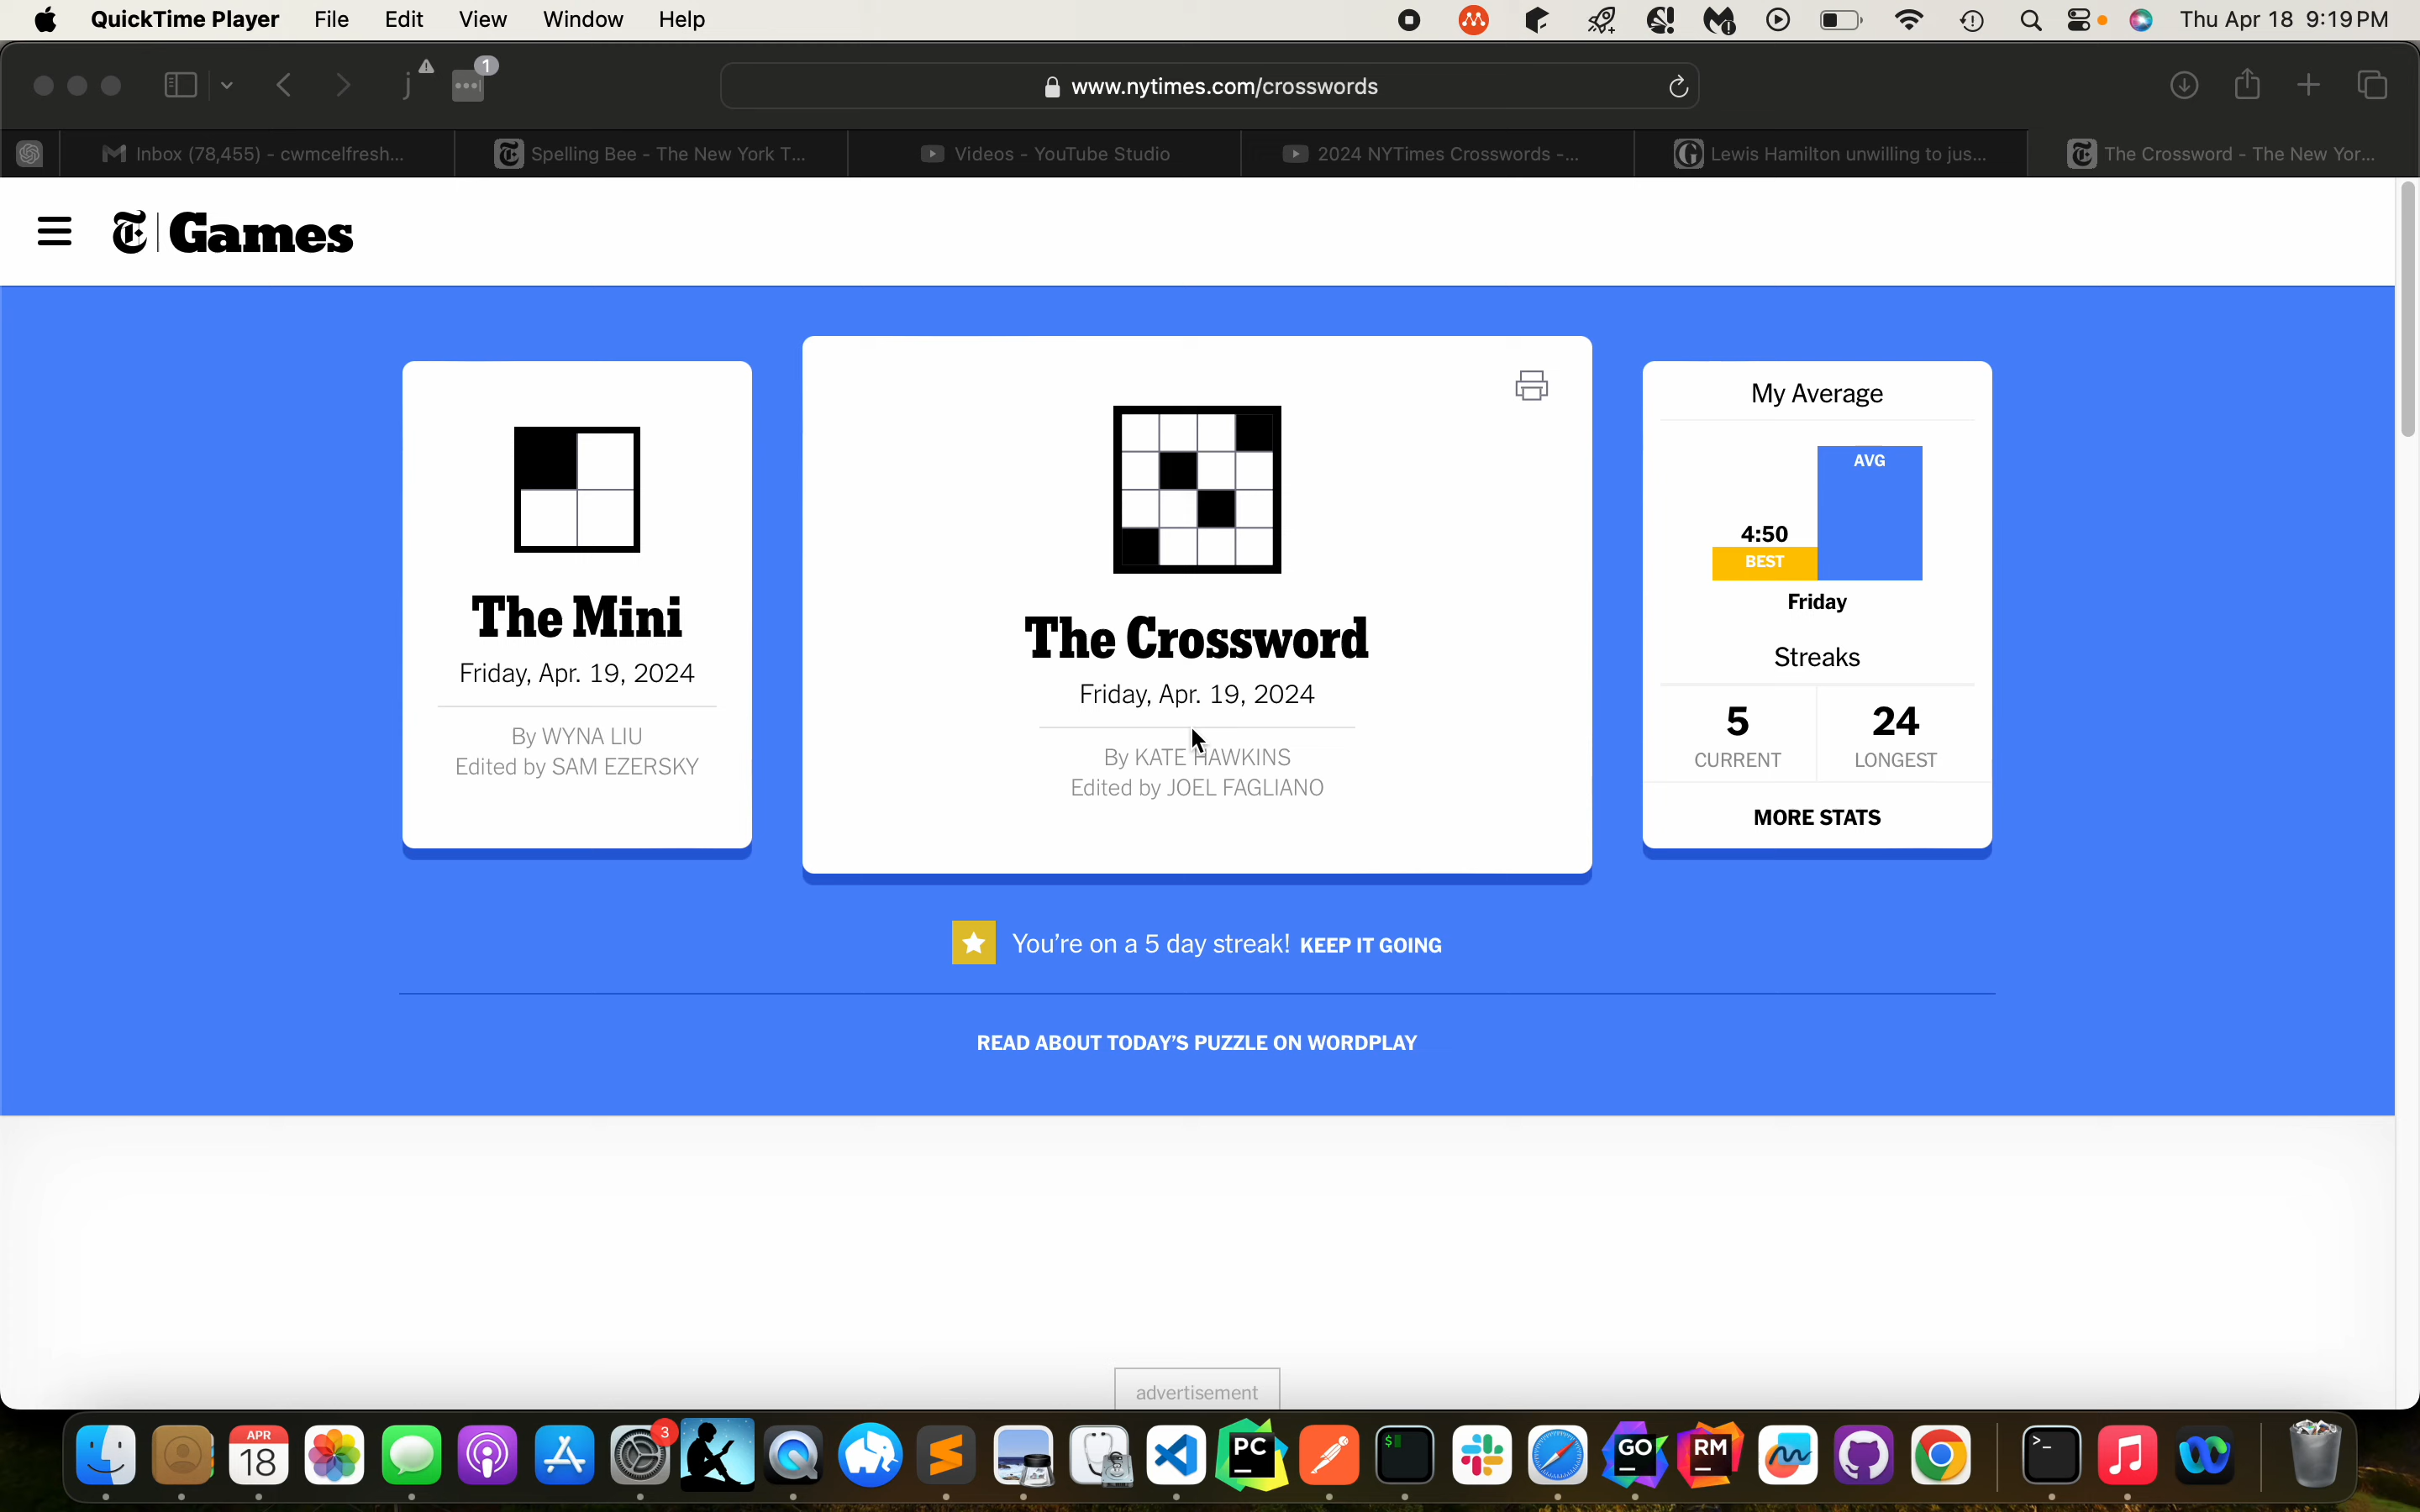 QuickTime Player File Edit View Window Help Thu Apr 18 9:19 PM
j 1 www.nytimes.com/crosswords
Inbox (78,455) - cwmcelfresh... Spelling Bee - The New York T... Videos - YouTube Studio 2024 NYTimes Crosswords -... Lewis Hamilton unwilling to jus... The Crossword - The New Yor...
T Games
The Mini
Friday, Apr. 19, 2024
By WYNA LIU
Edited by SAM EZERSKY
The Crossword
Friday, Apr. 19, 2024
By KATE HAWKINS
Edited by JOEL FAGLIANO
My Average
AVG
4:50
BEST
Friday
Streaks
5 24
CURRENT LONGEST
MORE STATS
You're on a 5 day streak! KEEP IT GOING
READ ABOUT TODAY'S PUZZLE ON WORDPLAY
advertisement
APR
18
3
PC
$
GO
RM
>_